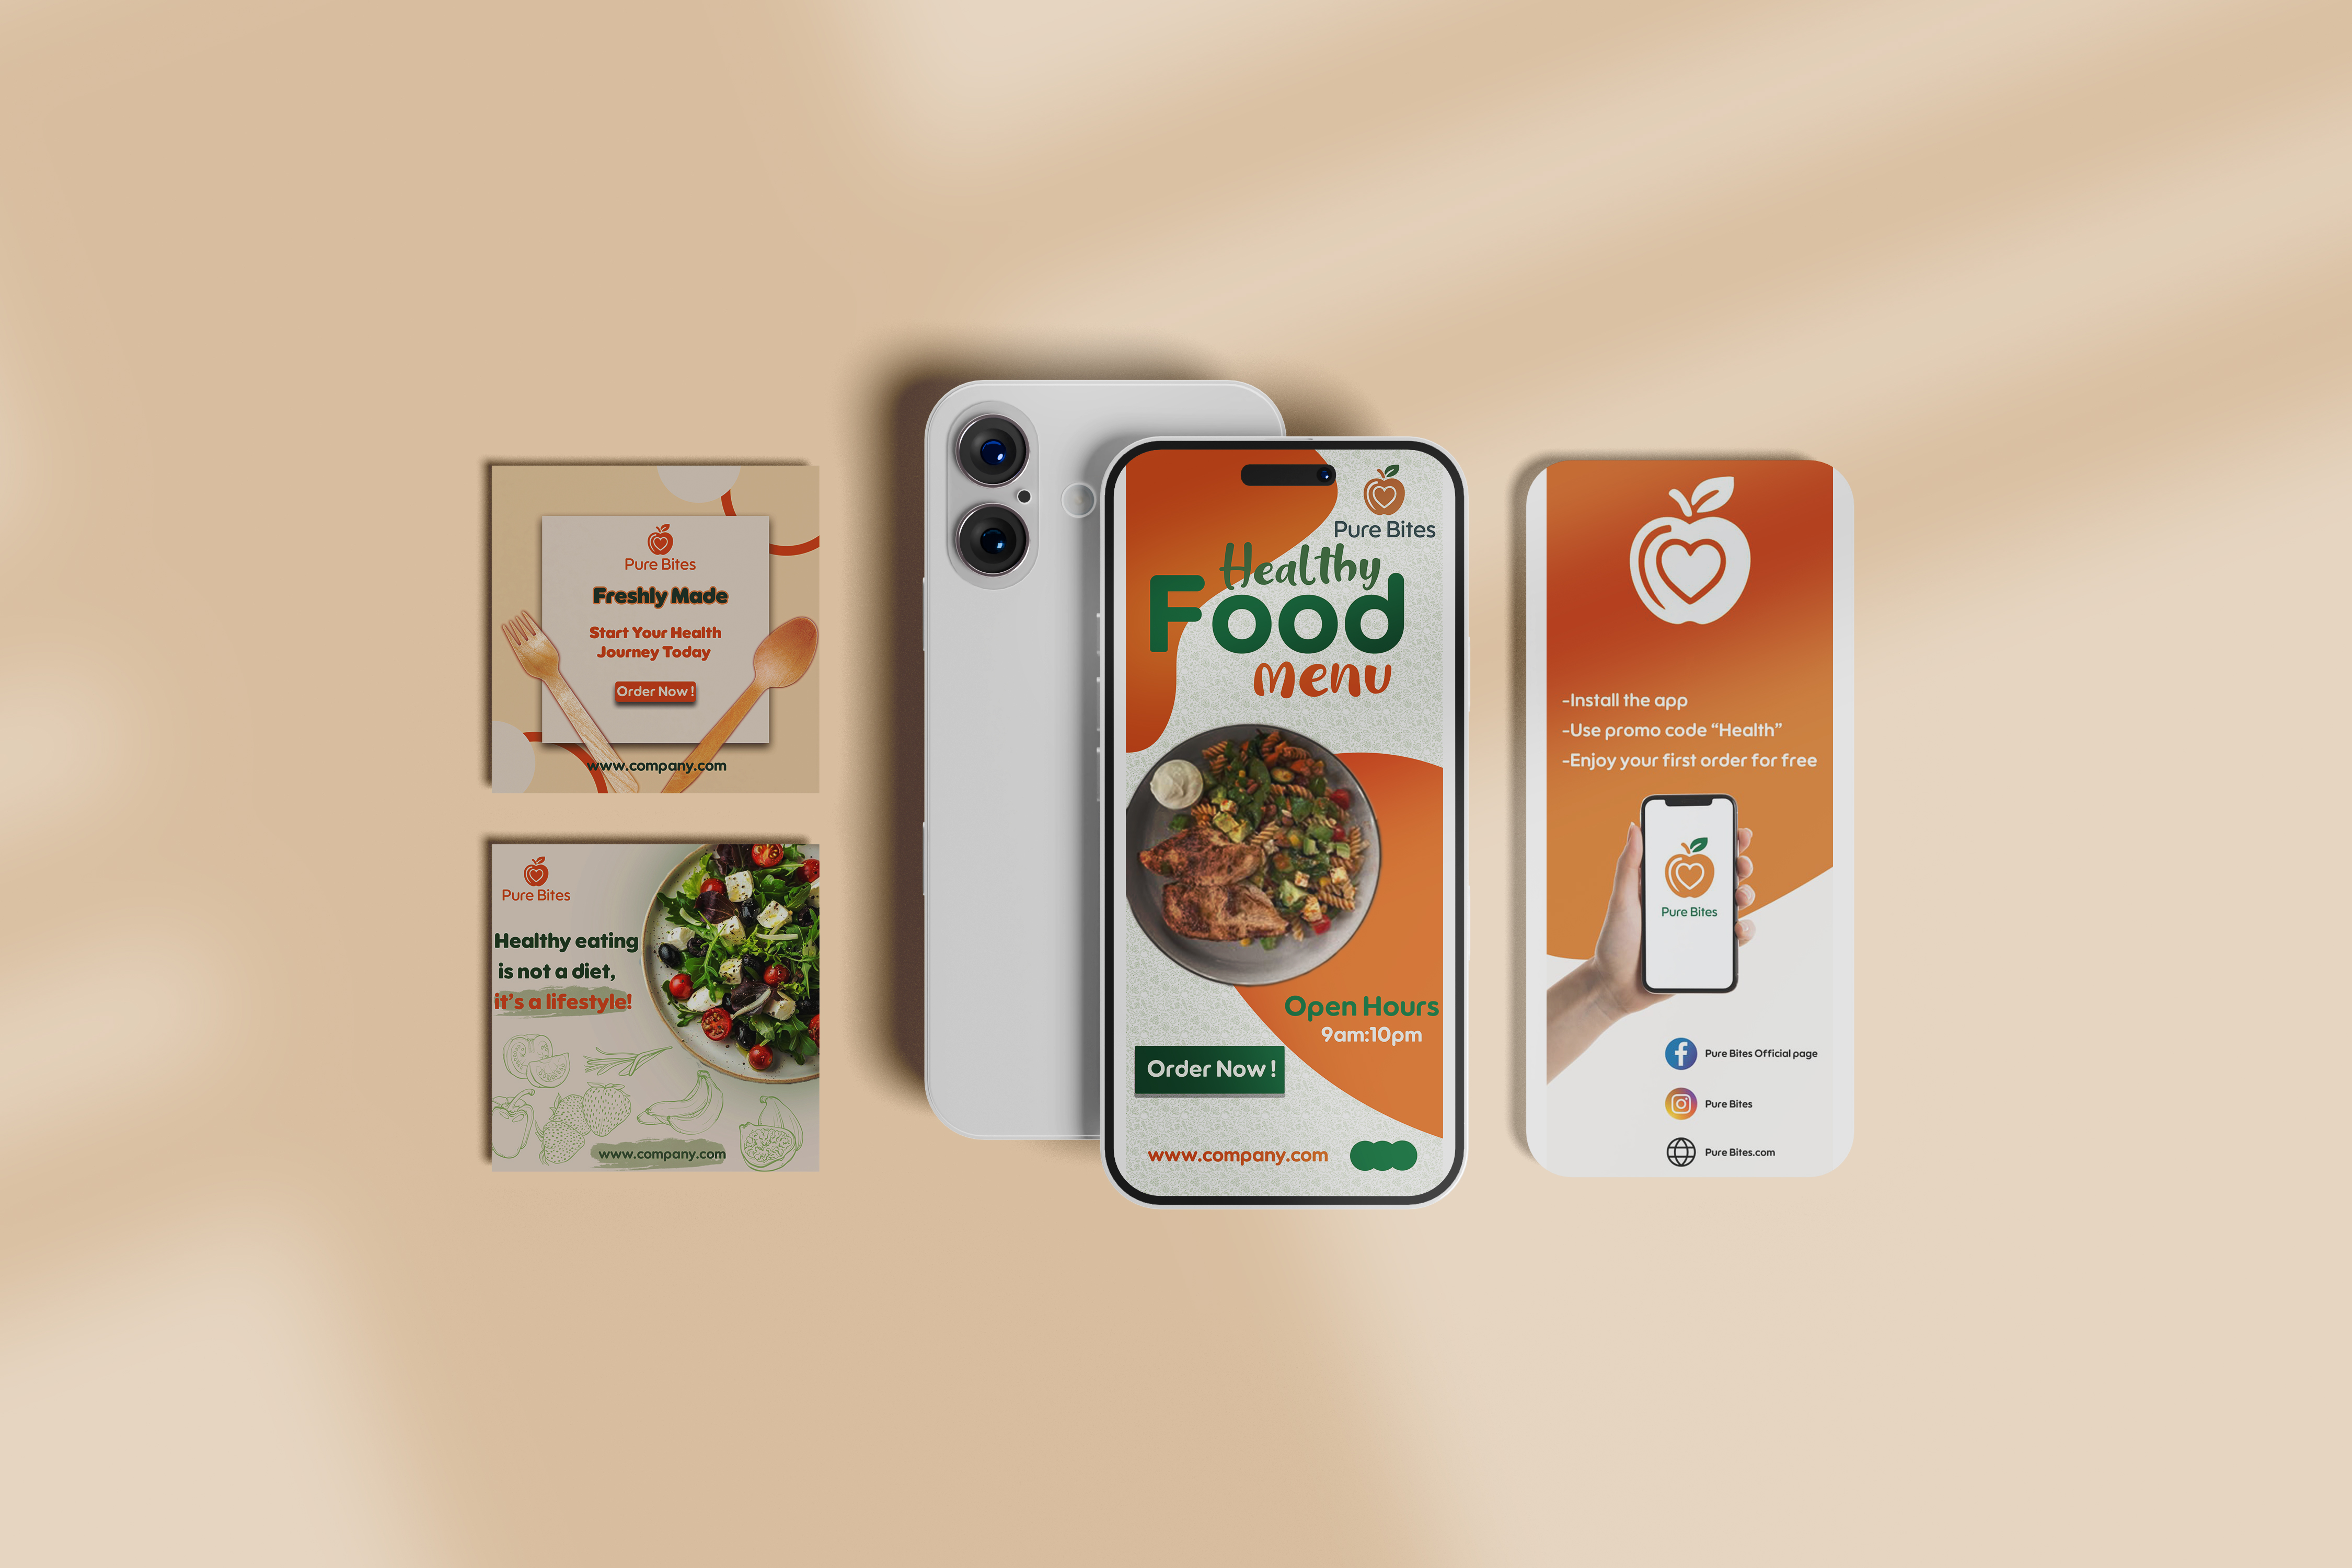 Pure Bites
Freshly Made
Start Your Health
Journey Today
Order Now !
www.company.com
Pure Bites
Healthy eating
is not a diet,
it's a lifestyle!
www.company.com
Pure Bites
Healthy
Food
Menu
Open Hours
9am:10pm
Order Now !
www.company.com
-Install the app
-Use promo code “Health”
-Enjoy your first order for free
Pure Bites
Pure Bites Official page
Pure Bites
Pure Bites.com